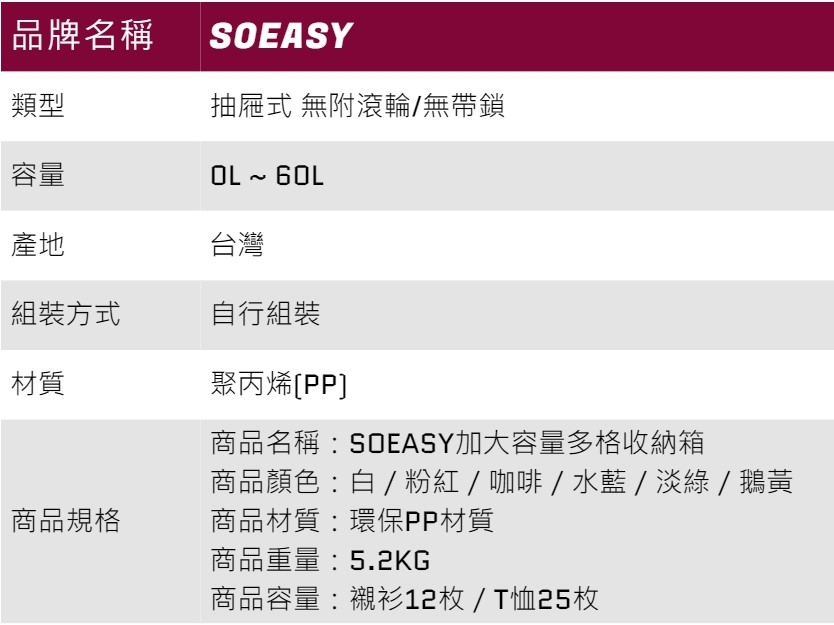 品牌名稱 SOEASY
類型 抽屜式 無附滾輪/無帶鎖
容量 0L ~ 60L
產地 台灣
組裝方式 自行組裝
材質 聚丙烯(PP)
商品規格
商品名稱：SOEASY加大容量多格收納箱
商品顏色：白 / 粉紅 / 咖啡 / 水藍 / 淡綠 / 鵝黃
商品材質：環保PP材質
商品重量：5.2KG
商品容量：襯衫12枚 / T恤25枚